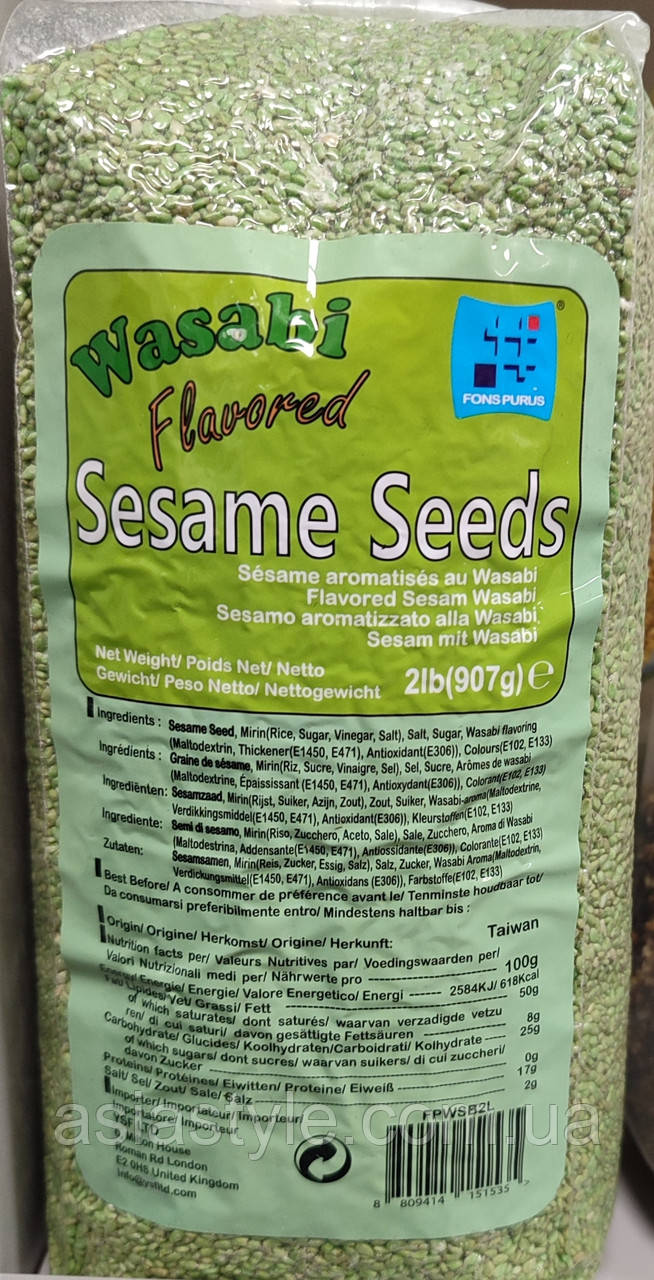 Wasabi
Flavored
Sesame Seeds
®
FONS PURUS
Sésame aromatisés au Wasabi
Flavored Sesam Wasabi
Sesamo aromatizzato alla Wasabi
Sesam mit Wasabi
Net Weight/ Poids Net/ Netto
Gewicht/ Peso Netto/ Nettogewicht 2lb(907g) ℮
Ingredients : Sesame Seed, Mirin(Rice, Sugar, Vinegar, Salt), Salt, Sugar, Wasabi flavoring
(Maltodextrin, Thickener(E1450, E471), Antioxidant(E306)), Colours(E102, E133)
Ingrédients : Graine de sésame, Mirin(Riz, Sucre, Vinaigre, Sel), Sel, Sucre, Arômes de wasabi
(Maltodextrine, Épaississant (E1450, E471), Antioxydant(E306)), Colorant(E102, E133)
Ingrediënten: Sesamzaad, Mirin(Rijst, Suiker, Azijn, Zout), Zout, Suiker, Wasabi-aroma(Maltodextrine,
Verdikkingsmiddel(E1450, E471), Antioxidant(E306)), Kleurstoffen(E102, E133)
Ingrediente: Semi di sesamo, Mirin(Riso, Zucchero, Aceto, Sale), Sale, Zucchero, Aroma di Wasabi
(Maltodestrina, Addensante(E1450, E471), Antiossidante(E306)), Colorante(E102, E133)
Zutaten: Sesamsamen, Mirin(Reis, Zucker, Essig, Salz), Salz, Zucker, Wasabi Aroma(Maltodextrin,
Verdickungsmittel(E1450, E471), Antioxidans (E306)), Farbstoffe(E102, E133)
Best Before/ A consommer de préférence avant le/ Tenminste houdbaar tot/
Da consumarsi preferibilmente entro/ Mindestens haltbar bis :
Origin/ Origine/ Herkomst/ Origine/ Herkunft: Taiwan
Nutrition facts per/ Valeurs Nutritives par/ Voedingswaarden per/
Valori Nutrizionali medi per/ Nährwerte pro 100g
Energy/ Energie/ Energie/ Valore Energetico/ Energi 2584KJ/ 618Kcal
Fat/ Lipides/ Vet/ Grassi/ Fett 50g
of which saturates/ dont saturés/ waarvan verzadigde vetzu
ren/ di cui saturi/ davon gesättigte Fettsäuren 8g
Carbohydrate/ Glucides/ Koolhydraten/Carboidrati/ Kolhydrate 25g
of which sugars/ dont sucres/ waarvan suikers/ di cui zuccheri/
davon Zucker 0g
Proteins/ Protéines/ Eiwitten/ Proteine/ Eiweiß 17g
Salt/ Sel/ Zout/ Sale/ Salz 2g
Importer/ Importateur/ Importeur
Importatore/ Importeur
YSF LTD
Roman Rd London
E2 0HS United Kingdom
info@ysfltd.com
FPWSB2L
8 809414 151535 >
asiastyle.com.ua